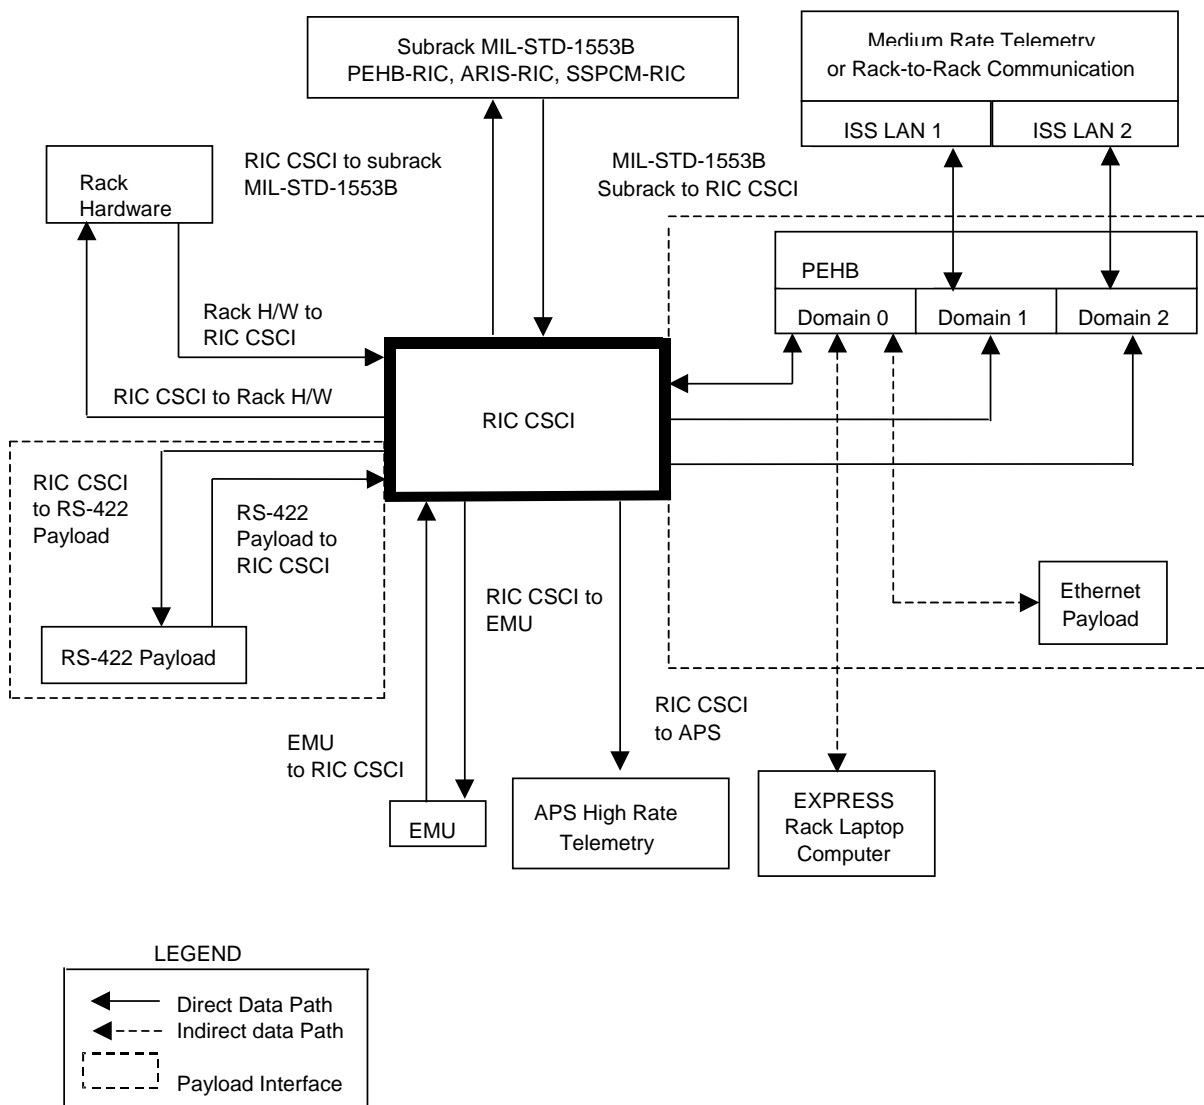 Subrack MIL-STD-1553B
PEHB-RIC, ARIS-RIC, SSPCM-RIC
Medium Rate Telemetry
or Rack-to-Rack Communication
ISS LAN 1
ISS LAN 2
RIC CSCI to subrack
MIL-STD-1553B
MIL-STD-1553B
Subrack to RIC CSCI
Rack
Hardware
PEHB
Domain 0
Domain 1
Domain 2
Rack H/W to
RIC CSCI
RIC CSCI to Rack H/W
RIC CSCI
RIC CSCI
to RS-422
Payload
RS-422
Payload to
RIC CSCI
RS-422 Payload
RIC CSCI to
EMU
Ethernet
Payload
RIC CSCI
to APS
EMU
to RIC CSCI
EMU
APS High Rate
Telemetry
EXPRESS
Rack Laptop
Computer
LEGEND
Direct Data Path
Indirect data Path
Payload Interface